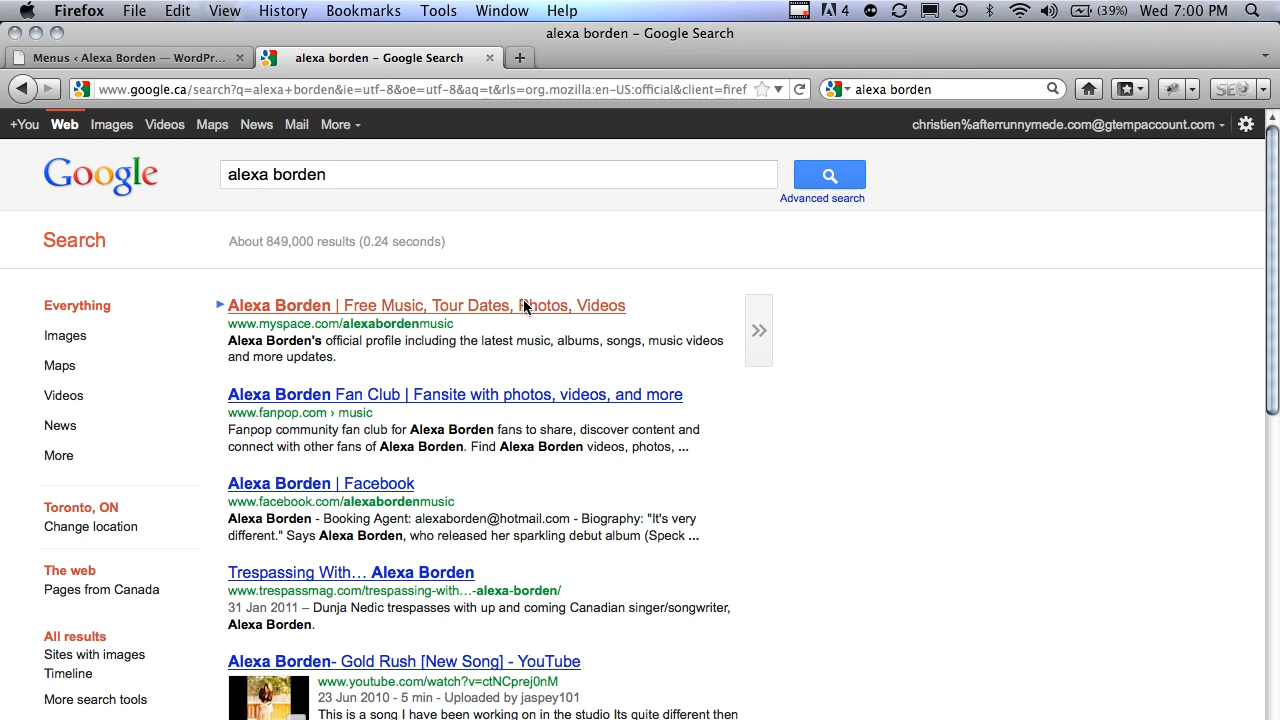 Firefox File Edit View History Bookmarks Tools Window Help 4 (39%) Wed 7:00 PM
alexa borden – Google Search
Menus ‹ Alexa Borden — WordPr... alexa borden – Google Search
www.google.ca/search?q=alexa+borden&ie=utf-8&oe=utf-8&aq=t&rls=org.mozilla:en-US:official&client=firef alexa borden SEO
+You Web Images Videos Maps News Mail More christien%afterrunnymede.com@gtempaccount.com
Google alexa borden
Advanced search
Search About 849,000 results (0.24 seconds)
Everything
Images
Maps
Videos
News
More
Toronto, ON
Change location
The web
Pages from Canada
All results
Sites with images
Timeline
More search tools
Alexa Borden | Free Music, Tour Dates, Photos, Videos
www.myspace.com/alexabordenmusic
Alexa Borden's official profile including the latest music, albums, songs, music videos
and more updates.
Alexa Borden Fan Club | Fansite with photos, videos, and more
www.fanpop.com › music
Fanpop community fan club for Alexa Borden fans to share, discover content and
connect with other fans of Alexa Borden. Find Alexa Borden videos, photos, ...
Alexa Borden | Facebook
www.facebook.com/alexabordenmusic
Alexa Borden - Booking Agent: alexaborden@hotmail.com - Biography: "It's very
different." Says Alexa Borden, who released her sparkling debut album (Speck ...
Trespassing With… Alexa Borden
www.trespassmag.com/trespassing-with…-alexa-borden/
31 Jan 2011 – Dunja Nedic trespasses with up and coming Canadian singer/songwriter,
Alexa Borden.
Alexa Borden- Gold Rush [New Song] - YouTube
www.youtube.com/watch?v=ctNCprej0nM
23 Jun 2010 - 5 min - Uploaded by jaspey101
This is a song I have been working on in the studio Its quite different then